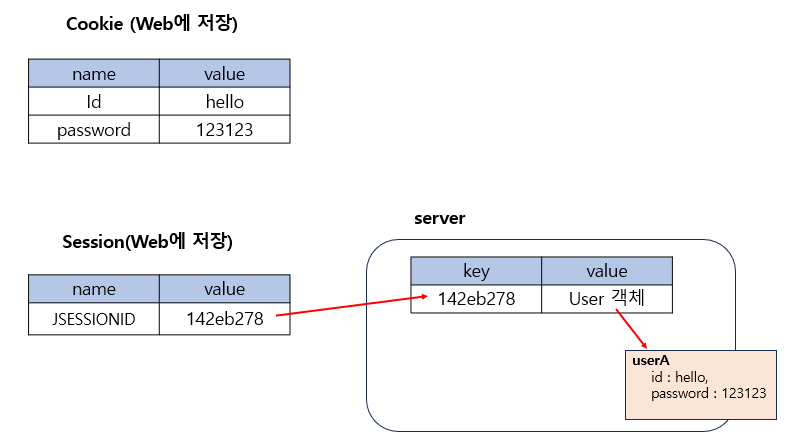 Cookie (Web에 저장)
name value
Id hello
password 123123
server
Session(Web에 저장)
name value
JSESSIONID 142eb278
key value
142eb278 User 객체
userA
id : hello,
password : 123123